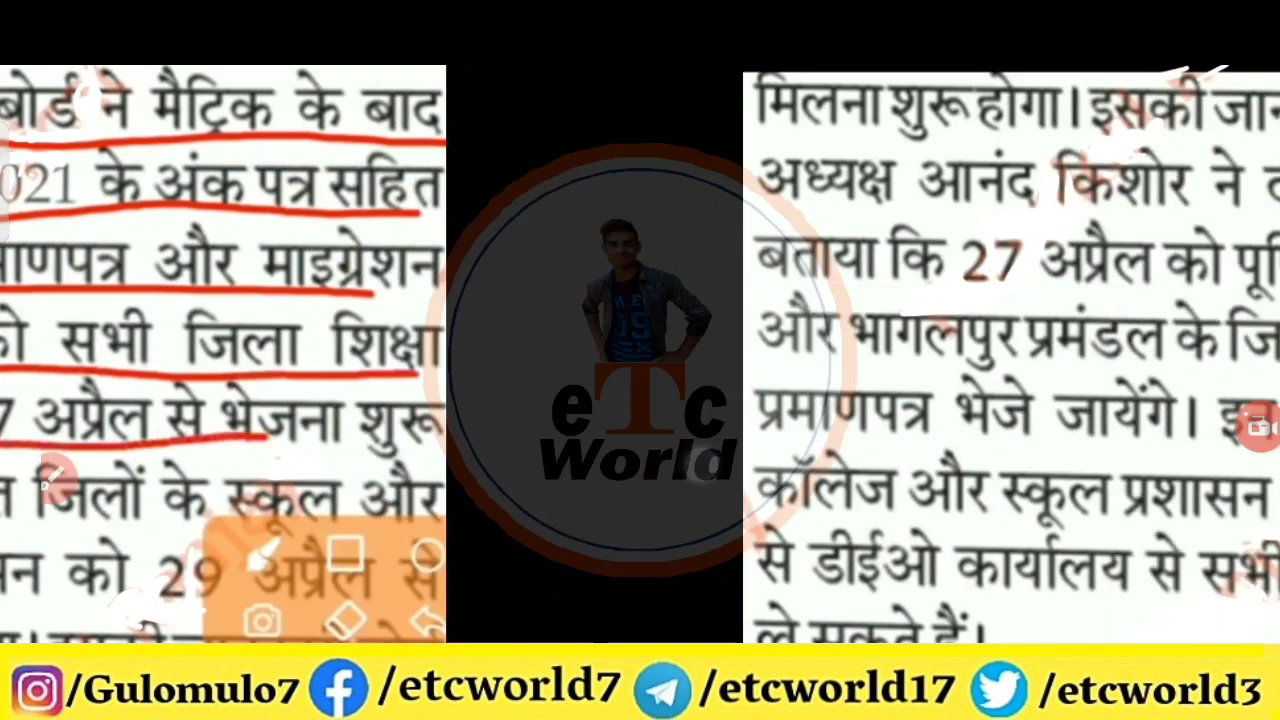 बोर्ड ने मैट्रिक के बाद
2021 के अंक पत्र सहित
माणपत्र और माइग्रेशन
सभी जिला शिक्षा
7 अप्रैल से भेजना शुरू
जिलों के स्कूल और
को 29 अप्रैल से
मिलना शुरू होगा। इसकी
अध्यक्ष आनंद किशोर ने
बताया कि 27 अप्रैल को
और भागलपुर प्रमंडल के
प्रमाणपत्र भेजे जायेंगे।
कॉलेज और स्कूल प्रशासन
से डीईओ कार्यालय से सभी
ले सकते हैं।
eTc
World
/Gulomulo7 /etcworld7 /etcworld17 /etcworld3